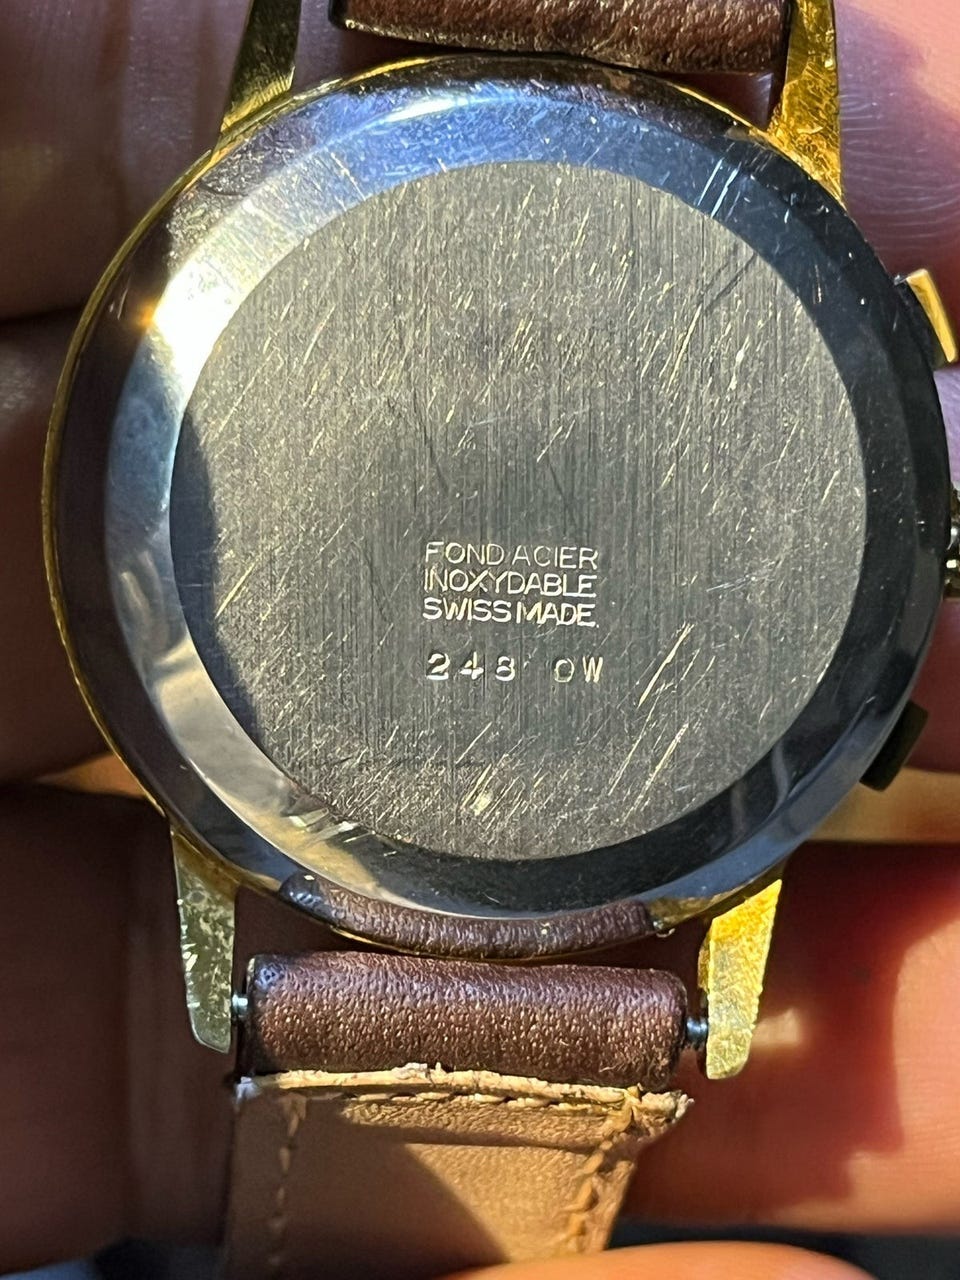 FOND ACIER
INOXYDABLE
SWISS MADE.
248 OW